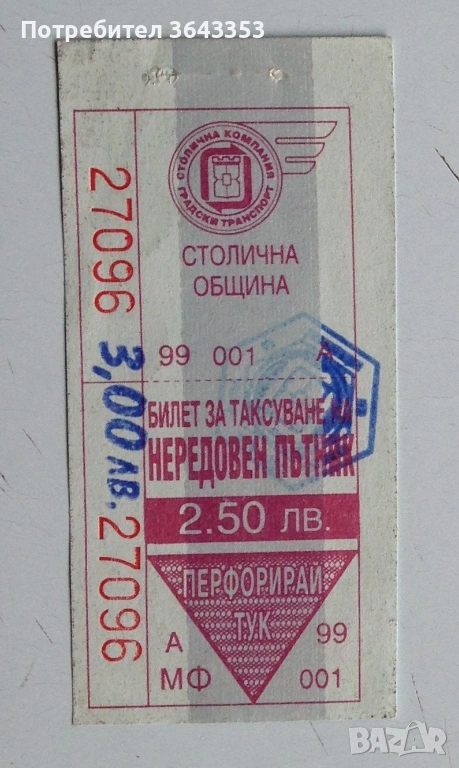 Потребител 3643353
СТОЛИЧНА КОМПАНИЯ
ГРАДСКИ ТРАНСПОРТ
СТОЛИЧНА
ОБЩИНА
99 001 А
27096
3,00 лв.
27096
БИЛЕТ ЗА ТАКСУВАНЕ НА
НЕРЕДОВЕН ПЪТНИК
2.50 ЛВ.
ПЕРФОРИРАЙ
ТУК
А 99
МФ 001
BAZAR